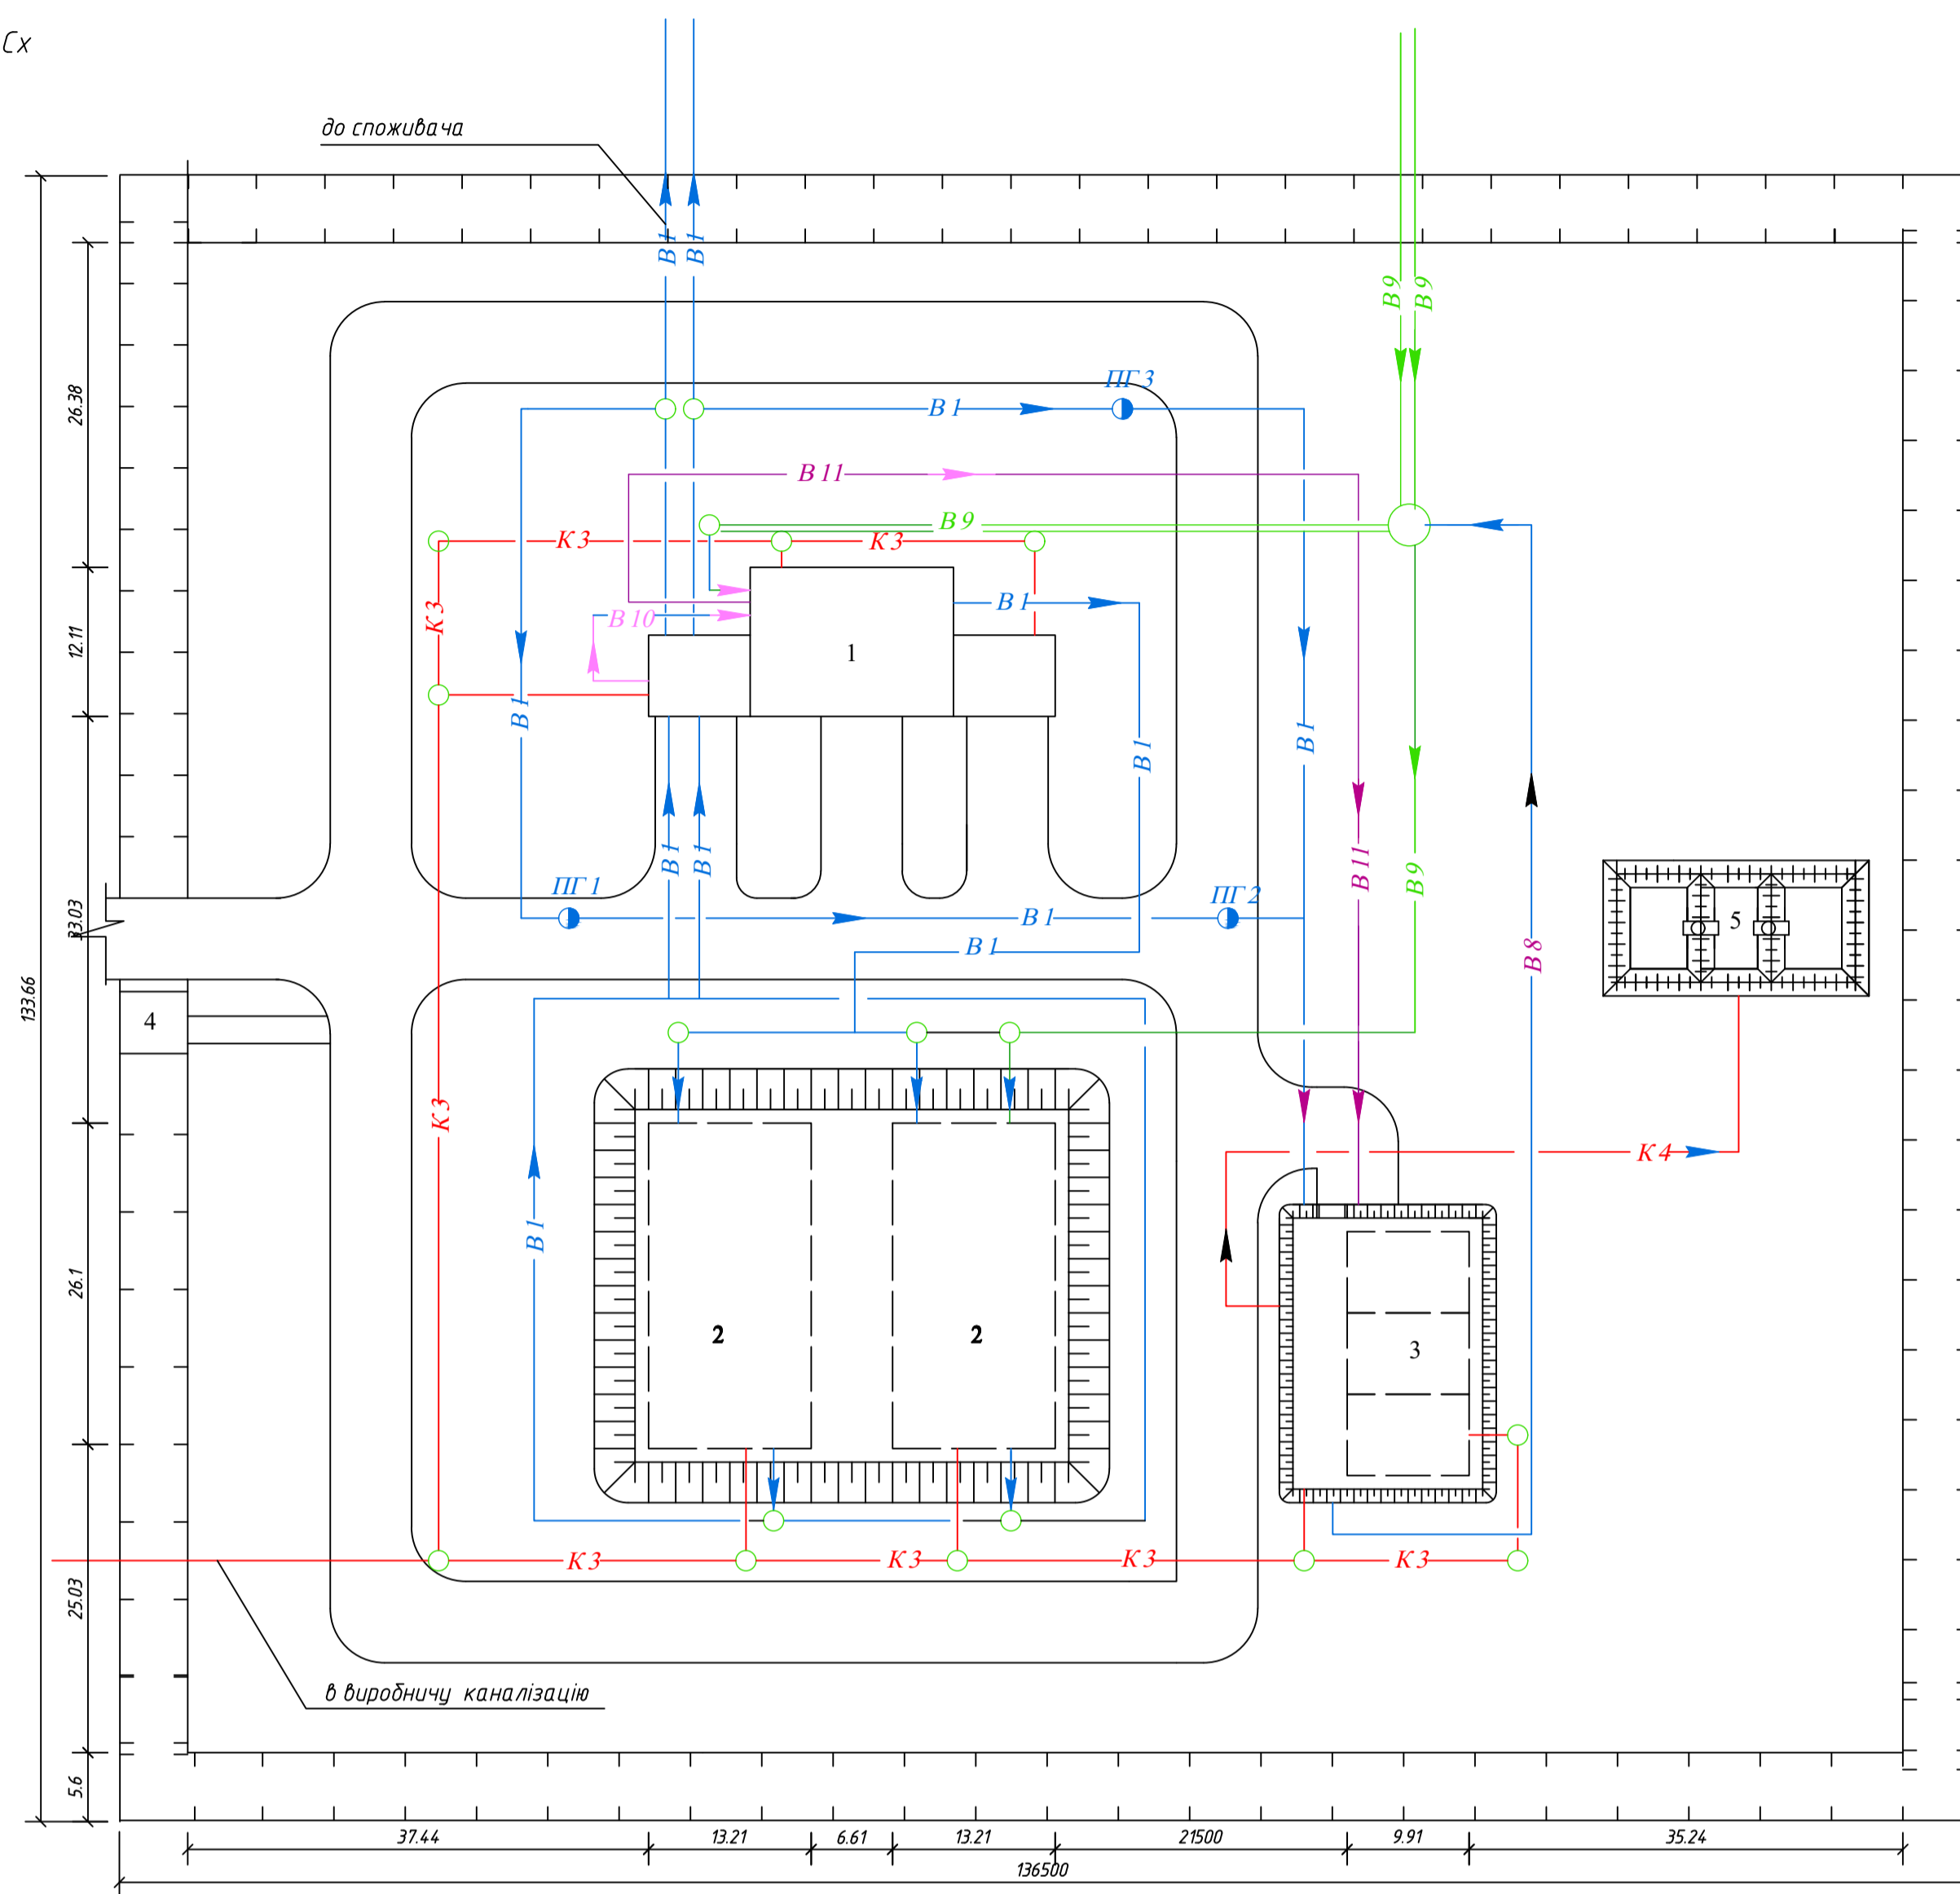 Сх
до споживача
В 1
В 1
В 9
В 9
ПГ 3
В 1
26.38
В 11
В 9
К 3
К 3
К 3
В 10
В 1
1
12.11
В 1
В 1
В 1
В 1
В 1
В 11
В 9
ПГ 1
ПГ 2
В 1
5
33.03
В 1
В 8
133.66
4
К 3
К 4
В 1
26.1
2
2
3
К 3
К 3
К 3
К 3
25.03
в виробничу каналізацію
5.6
37.44
13.21
6.61
13.21
21500
9.91
35.24
136500